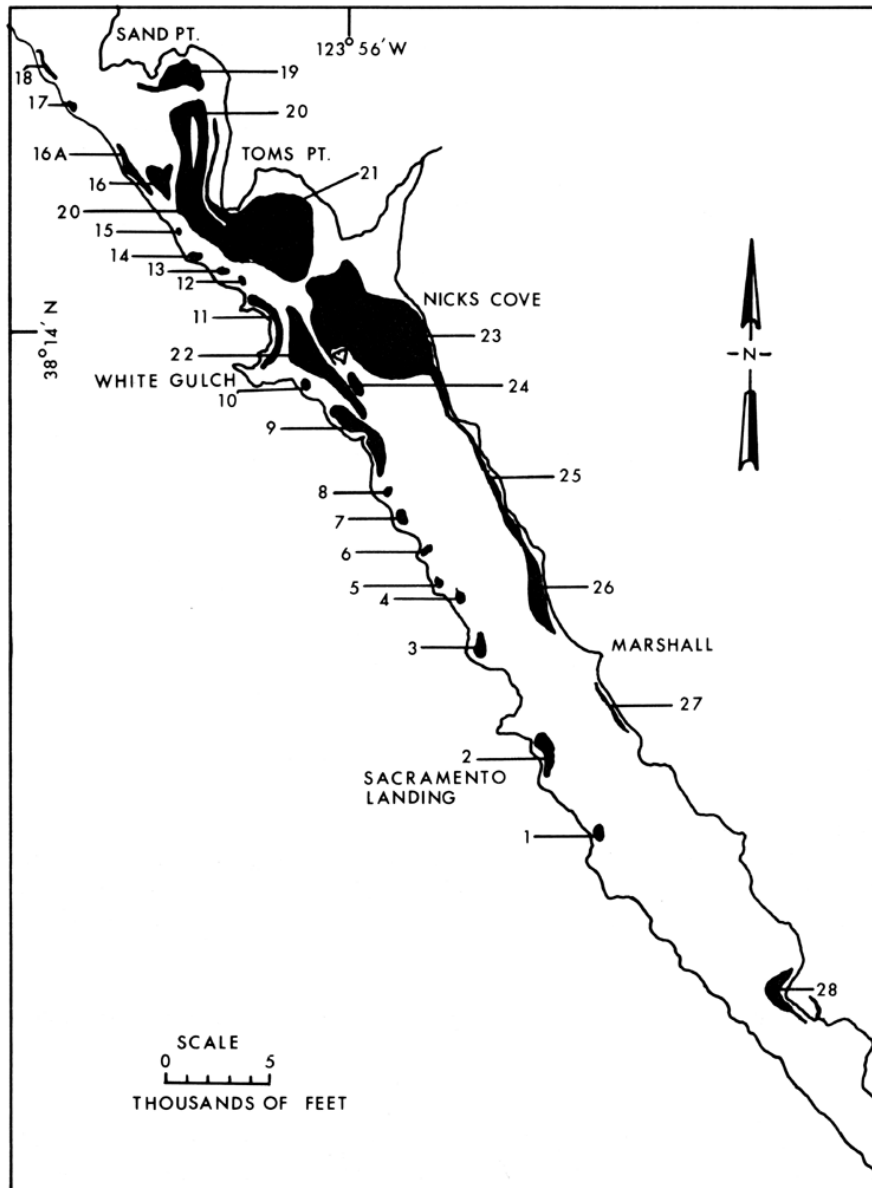 SAND PT.
123° 56′ W
18
19
17
20
16A
TOMS PT.
21
16
20
15
14
13
12
NICKS COVE
11
38° 14′ N
23
22
N
WHITE GULCH
10
24
9
25
8
7
6
5
26
4
3
MARSHALL
27
2
SACRAMENTO
LANDING
1
28
SCALE
0 5
THOUSANDS OF FEET